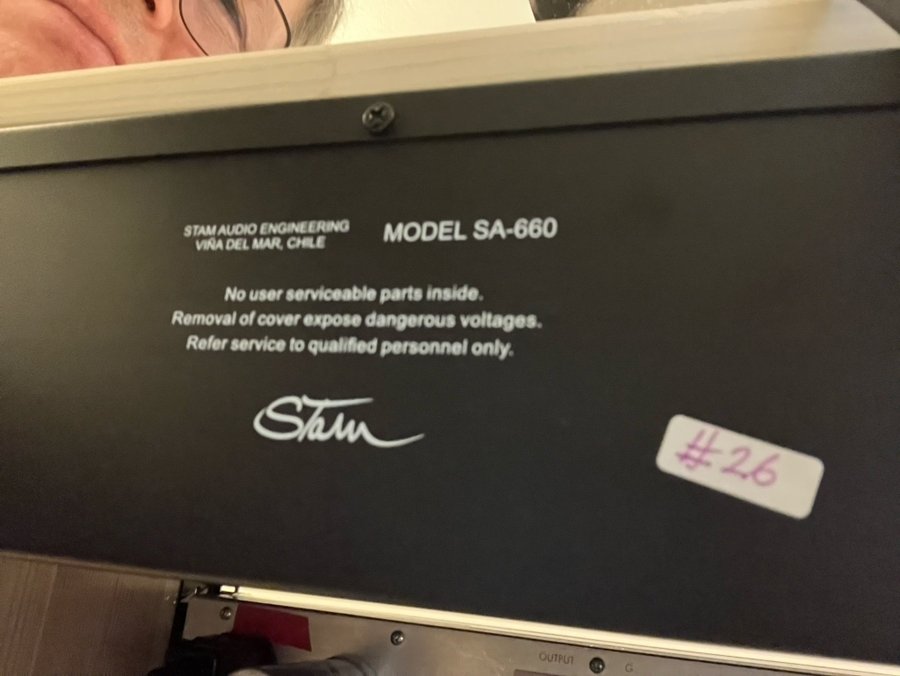 STAM AUDIO ENGINEERING
VIÑA DEL MAR, CHILE
MODEL SA-660
No user serviceable parts inside.
Removal of cover expose dangerous voltages.
Refer service to qualified personnel only.
Stam
#26
OUTPUT
G